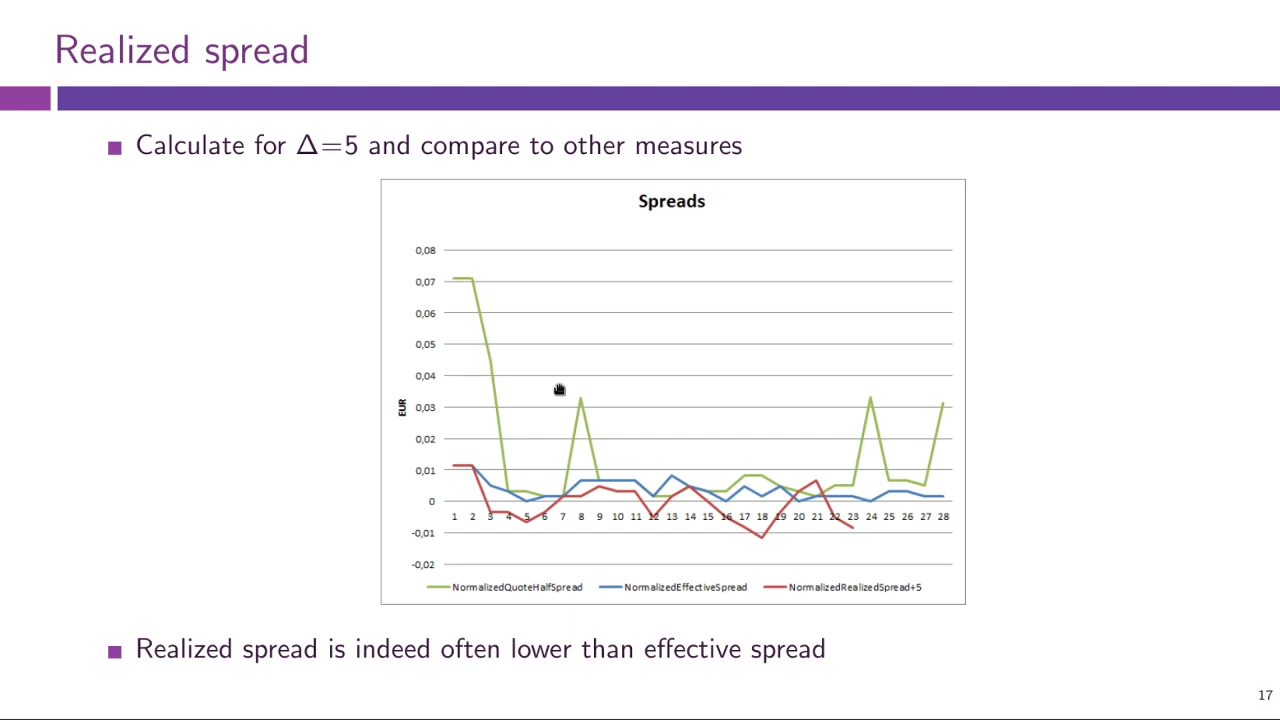 Realized spread
Calculate for Δ=5 and compare to other measures
Spreads
0,08
0,07
0,06
0,05
0,04
0,03
0,02
0,01
0
-0,01
-0,02
EUR
1 2 3 4 5 6 7 8 9 10 11 12 13 14 15 16 17 18 19 20 21 22 23 24 25 26 27 28
NormalizedQuoteHalfSpread NormalizedEffectiveSpread NormalizedRealizedSpread+5
Realized spread is indeed often lower than effective spread
17